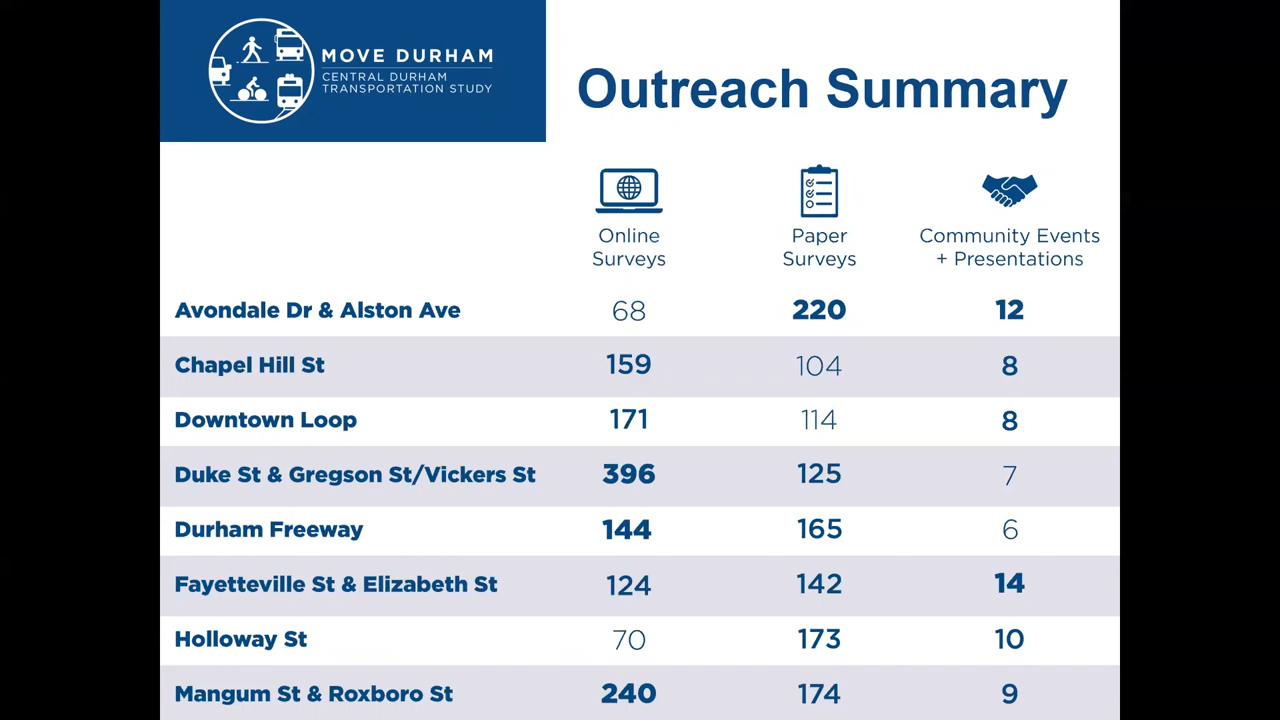 MOVE DURHAM
CENTRAL DURHAM
TRANSPORTATION STUDY
Outreach Summary
Online Surveys
Paper Surveys
Community Events + Presentations
Avondale Dr & Alston Ave 68 220 12
Chapel Hill St 159 104 8
Downtown Loop 171 114 8
Duke St & Gregson St/Vickers St 396 125 7
Durham Freeway 144 165 6
Fayetteville St & Elizabeth St 124 142 14
Holloway St 70 173 10
Mangum St & Roxboro St 240 174 9